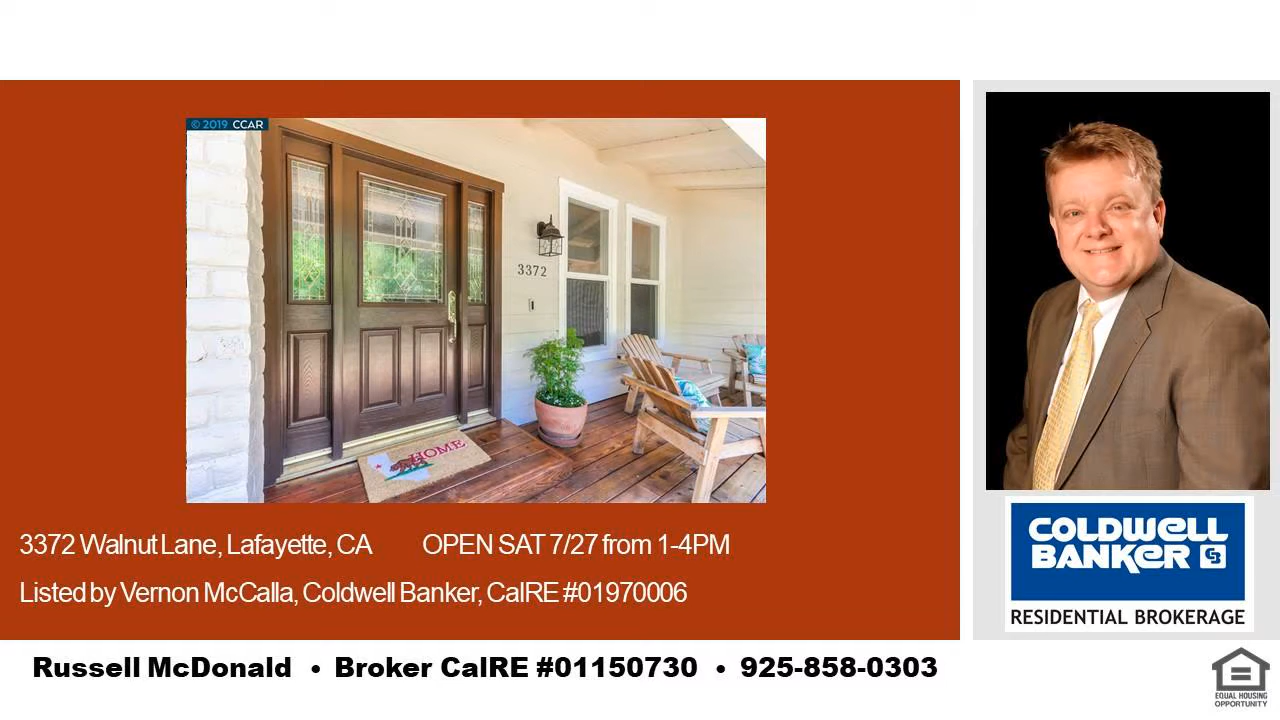 © 2019 CCAR
3372
HOME
3372 Walnut Lane, Lafayette, CA OPEN SAT 7/27 from 1-4PM
Listed by Vernon McCalla, Coldwell Banker, CalRE #01970006
COLDWELL
BANKER CB
RESIDENTIAL BROKERAGE
Russell McDonald • Broker CalRE #01150730 • 925-858-0303
EQUAL HOUSING
OPPORTUNITY